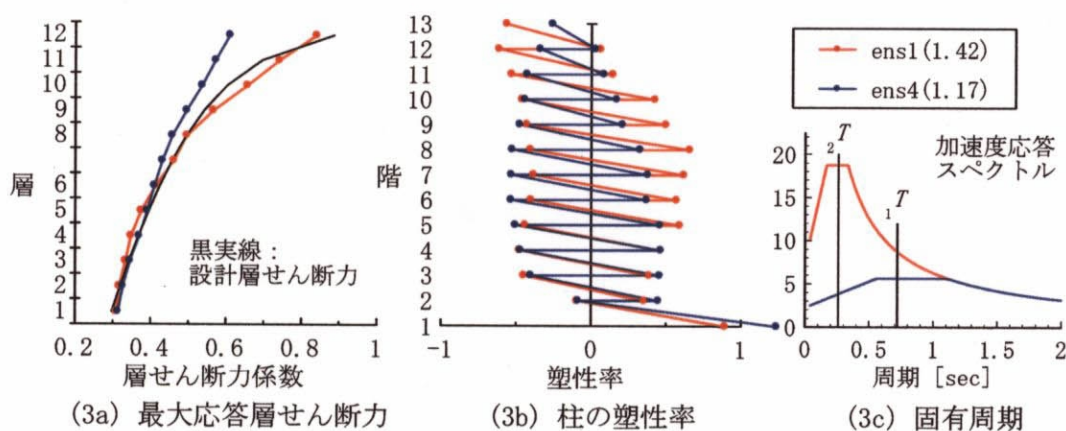 12
11
10
9
8
7
6
5
4
3
2
1
層
黒実線：
設計層せん断力
0.2 0.4 0.6 0.8 1
層せん断力係数
(3a) 最大応答層せん断力
13
12
11
10
9
8
7
6
5
4
3
2
1
階
-1 0 1
塑性率
(3b) 柱の塑性率
ens1(1.42)
ens4(1.17)
加速度応答
スペクトル
2T
1T
20
15
10
5
0
0 0.5 1 1.5 2
周期 [sec]
(3c) 固有周期